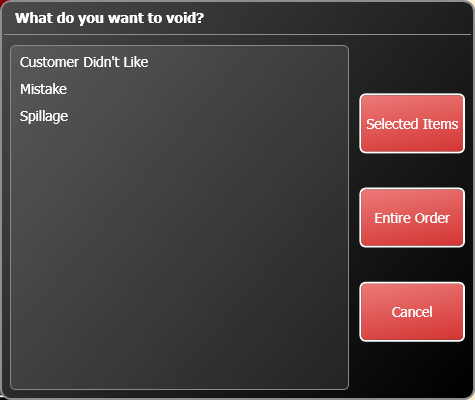 What do you want to void?
Customer Didn't Like
Mistake
Spillage
Selected Items
Entire Order
Cancel